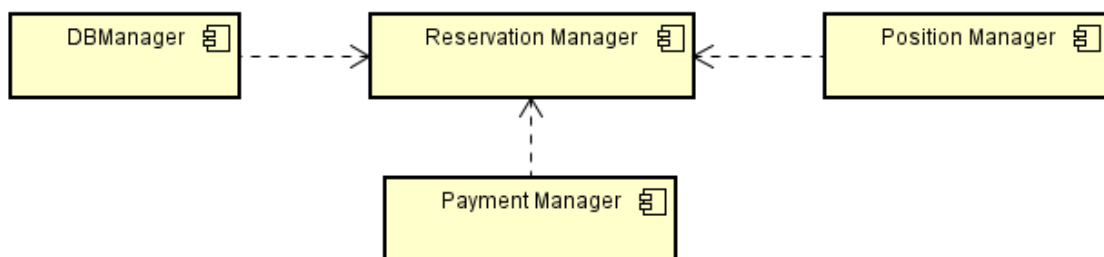 DBManager
Reservation Manager
Position Manager
Payment Manager